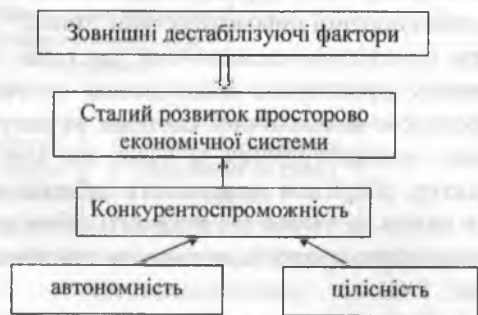 Зовнішні дестабілізуючі фактори
Сталий розвиток просторово
економічної системи
Конкурентоспроможність
автономність
цілісність